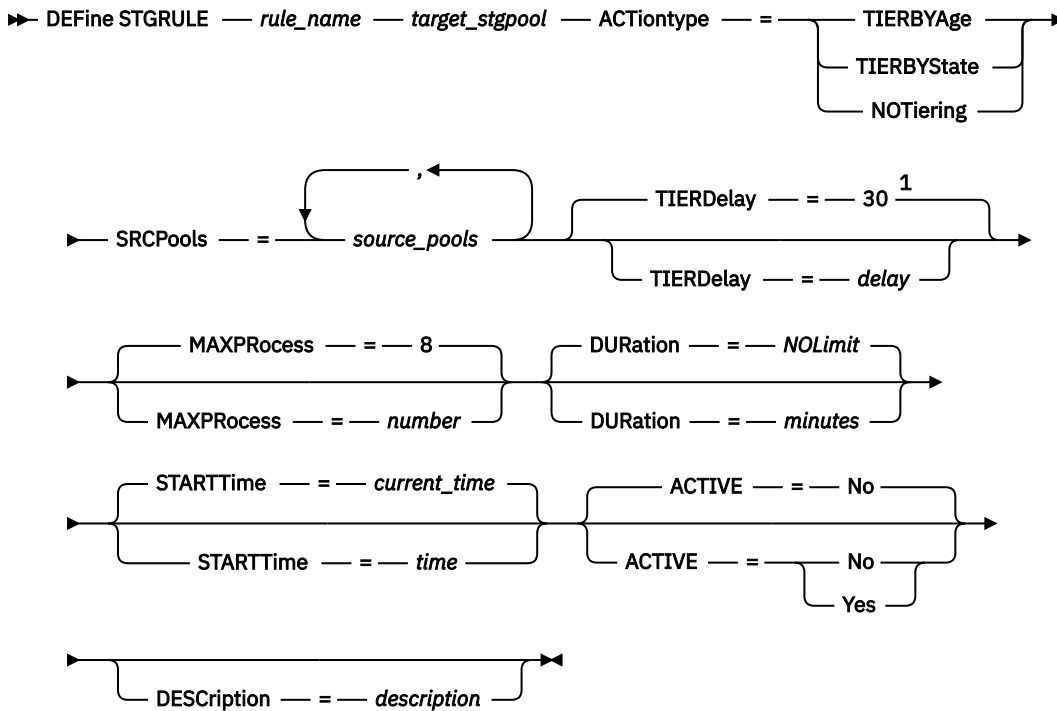 DEFine STGRULE rule_name target_stgpool ACTiontype = TIERBYAge
TIERBYState
NOTiering
,
SRCPools = source_pools
TIERDelay = 30 1
TIERDelay = delay
MAXPRocess = 8
MAXPRocess = number
DURation = NOLimit
DURation = minutes
STARTTime = current_time
STARTTime = time
ACTIVE = No
ACTIVE = No
Yes
DESCription = description